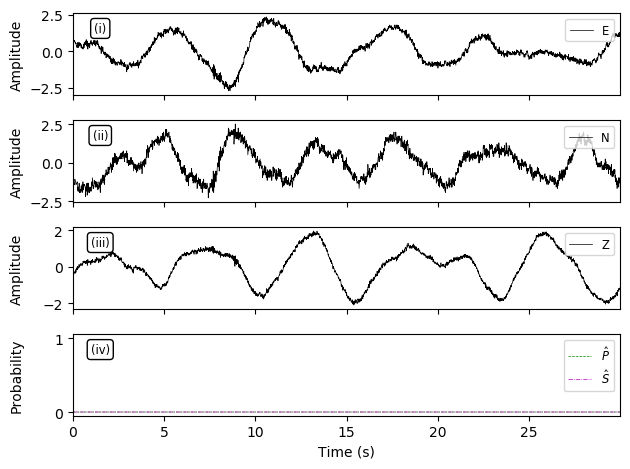 2.5
0.0
−2.5
Amplitude
(i)
E
2.5
0.0
−2.5
Amplitude
(ii)
N
2
0
−2
Amplitude
(iii)
Z
1
0
Probability
(iv)
P̂
Ŝ
0 5 10 15 20 25
Time (s)